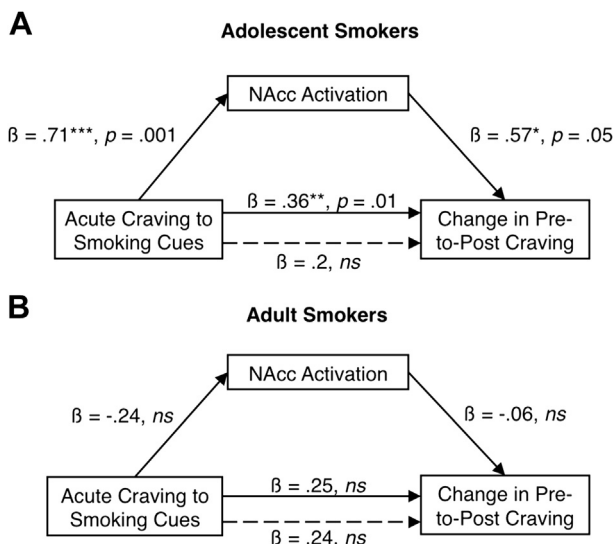 A
Adolescent Smokers
NAcc Activation
ß = .71***, p = .001
ß = .57*, p = .05
ß = .36**, p = .01
Acute Craving to
Smoking Cues
Change in Pre-
to-Post Craving
ß = .2, ns
B
Adult Smokers
NAcc Activation
ß = -.24, ns
ß = -.06, ns
ß = .25, ns
Acute Craving to
Smoking Cues
Change in Pre-
to-Post Craving
ß = .24, ns